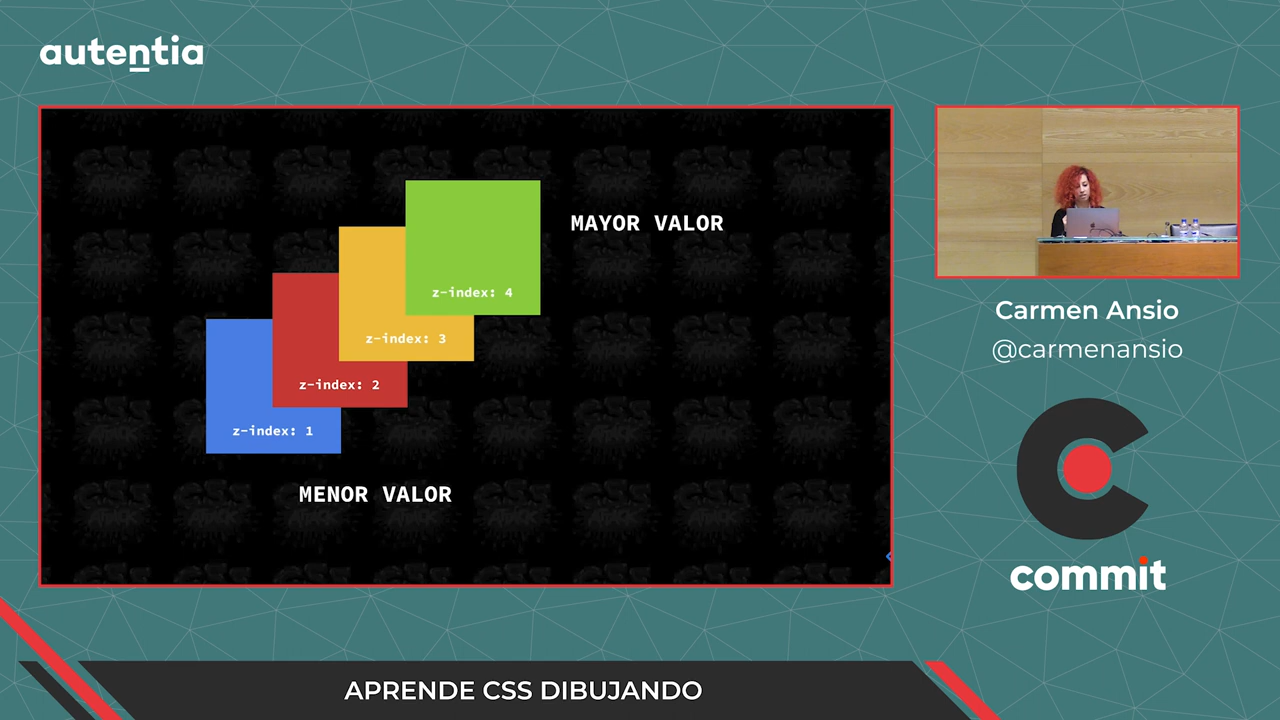 autentia
MAYOR VALOR
z-index: 4
z-index: 3
z-index: 2
z-index: 1
MENOR VALOR
Carmen Ansio
@carmenansio
commit
APRENDE CSS DIBUJANDO